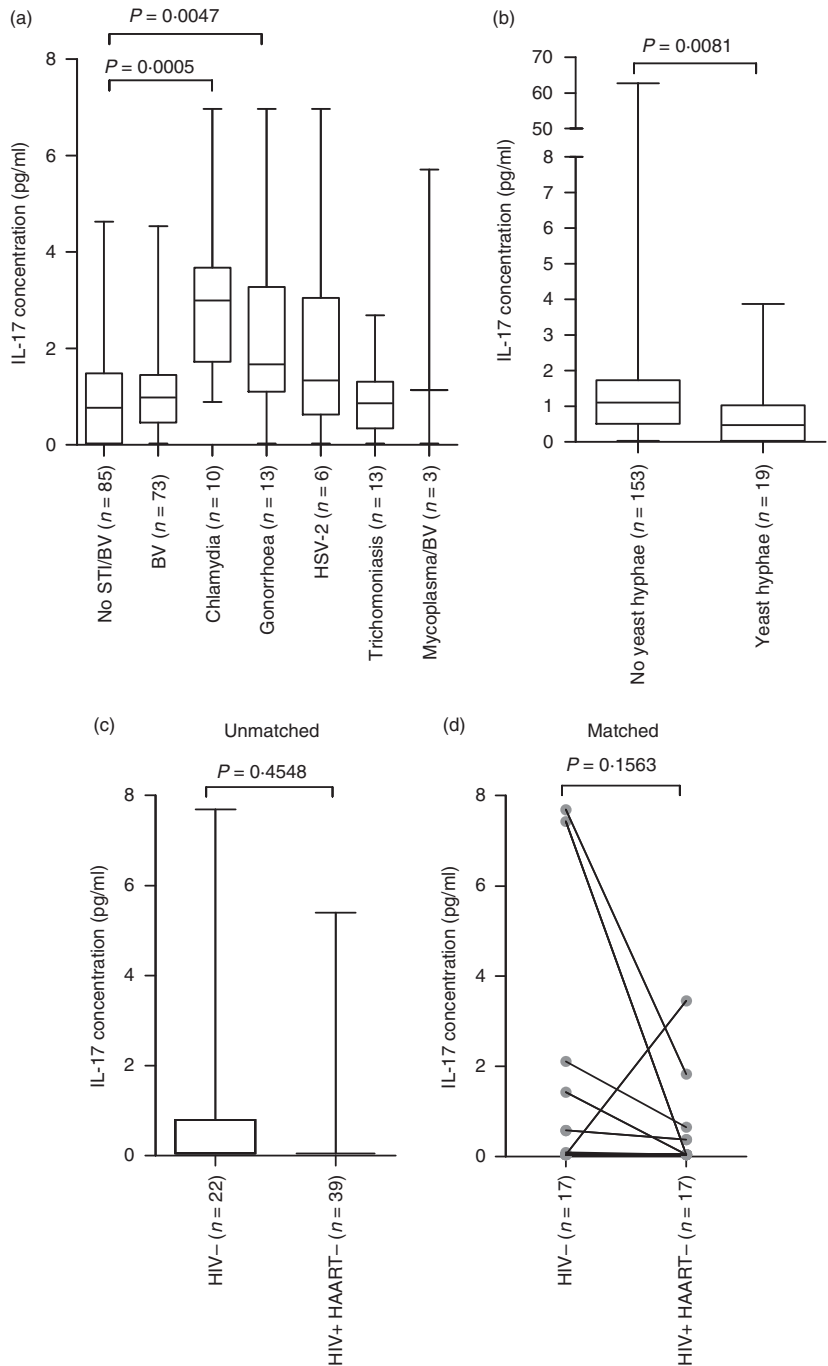 (a)
P = 0·0047
P = 0·0005
8
6
4
2
0
IL-17 concentration (pg/ml)
No STI/BV (n = 85)
BV (n = 73)
Chlamydia (n = 10)
Gonorrhoea (n = 13)
HSV-2 (n = 6)
Trichomoniasis (n = 13)
Mycoplasma/BV (n = 3)
(b)
P = 0·0081
70
60
50
8
7
6
5
4
3
2
1
0
IL-17 concentration (pg/ml)
No yeast hyphae (n = 153)
Yeast hyphae (n = 19)
(c)
Unmatched
P = 0·4548
8
6
4
2
0
IL-17 concentration (pg/ml)
HIV– (n = 22)
HIV+ HAART– (n = 39)
(d)
Matched
P = 0·1563
8
6
4
2
0
IL-17 concentration (pg/ml)
HIV– (n = 17)
HIV+ HAART– (n = 17)